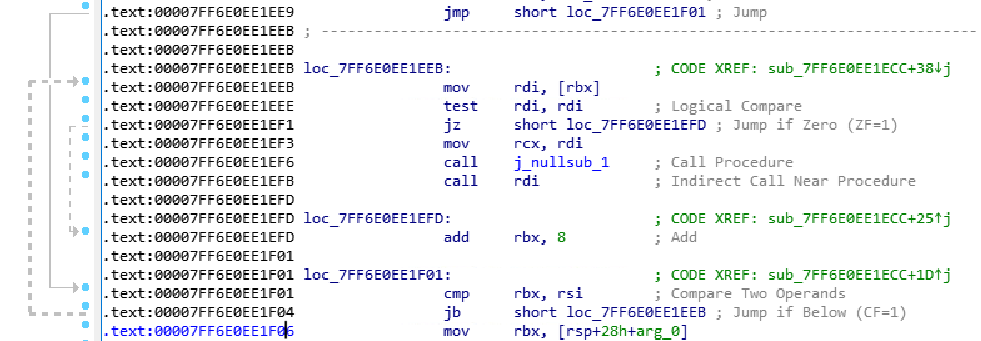 .text:00007FF6E0EE1EE9 jmp short loc_7FF6E0EE1F01 ; Jump
.text:00007FF6E0EE1EEB ; ---------------------------------------------------------------------------
.text:00007FF6E0EE1EEB
.text:00007FF6E0EE1EEB loc_7FF6E0EE1EEB: ; CODE XREF: sub_7FF6E0EE1ECC+38↓j
.text:00007FF6E0EE1EEB mov rdi, [rbx]
.text:00007FF6E0EE1EEE test rdi, rdi ; Logical Compare
.text:00007FF6E0EE1EF1 jz short loc_7FF6E0EE1EFD ; Jump if Zero (ZF=1)
.text:00007FF6E0EE1EF3 mov rcx, rdi
.text:00007FF6E0EE1EF6 call j_nullsub_1 ; Call Procedure
.text:00007FF6E0EE1EFB call rdi ; Indirect Call Near Procedure
.text:00007FF6E0EE1EFD
.text:00007FF6E0EE1EFD loc_7FF6E0EE1EFD: ; CODE XREF: sub_7FF6E0EE1ECC+25↑j
.text:00007FF6E0EE1EFD add rbx, 8 ; Add
.text:00007FF6E0EE1F01
.text:00007FF6E0EE1F01 loc_7FF6E0EE1F01: ; CODE XREF: sub_7FF6E0EE1ECC+1D↑j
.text:00007FF6E0EE1F01 cmp rbx, rsi ; Compare Two Operands
.text:00007FF6E0EE1F04 jb short loc_7FF6E0EE1EEB ; Jump if Below (CF=1)
.text:00007FF6E0EE1F06 mov rbx, [rsp+28h+arg_0]